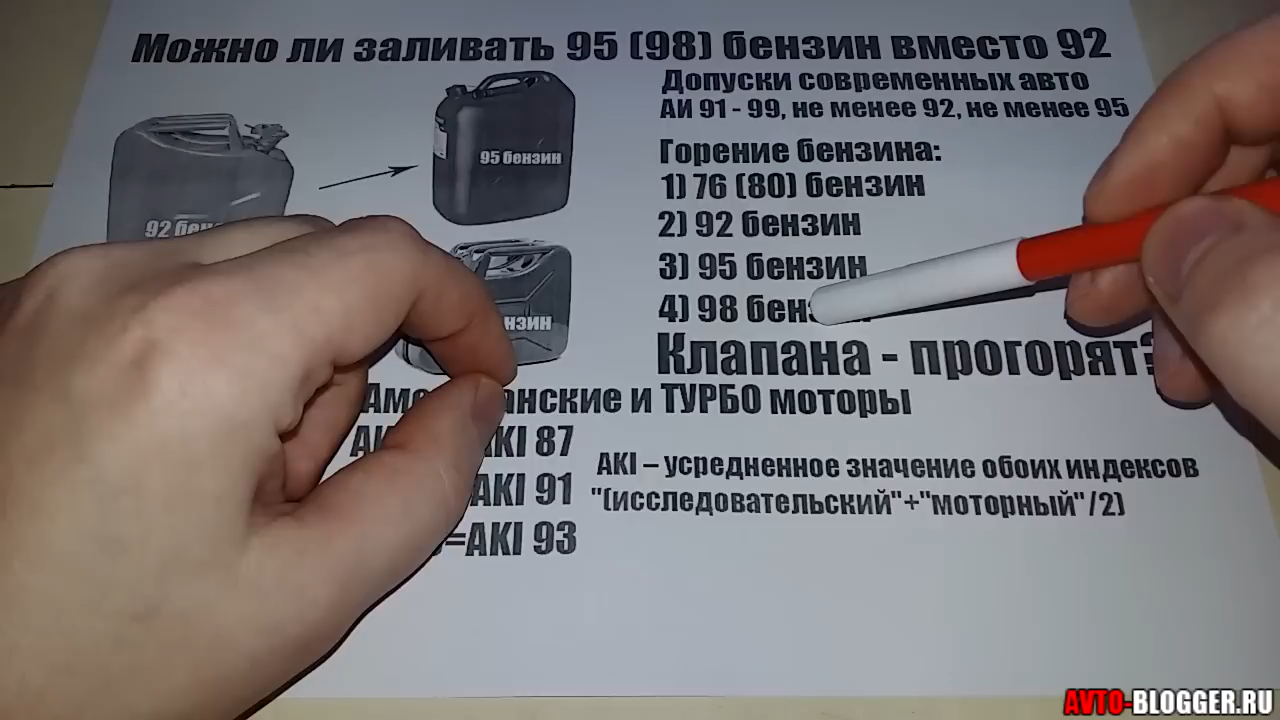 Можно ли заливать 95 (98) бензин вместо 92
Допуски современных авто
АИ 91 - 99, не менее 92, не менее 95
95 бензин
92
Горение бензина:
1) 76 (80) бензин
2) 92 бензин
3) 95 бензин
4) 98
Клапана - прогорят?
и ТУРБО моторы
87
AKI 91
=AKI 93
AKI – усредненное значение обоих индексов
"(исследовательский"+"моторный"/2)
AVTO-BLOGGER.RU